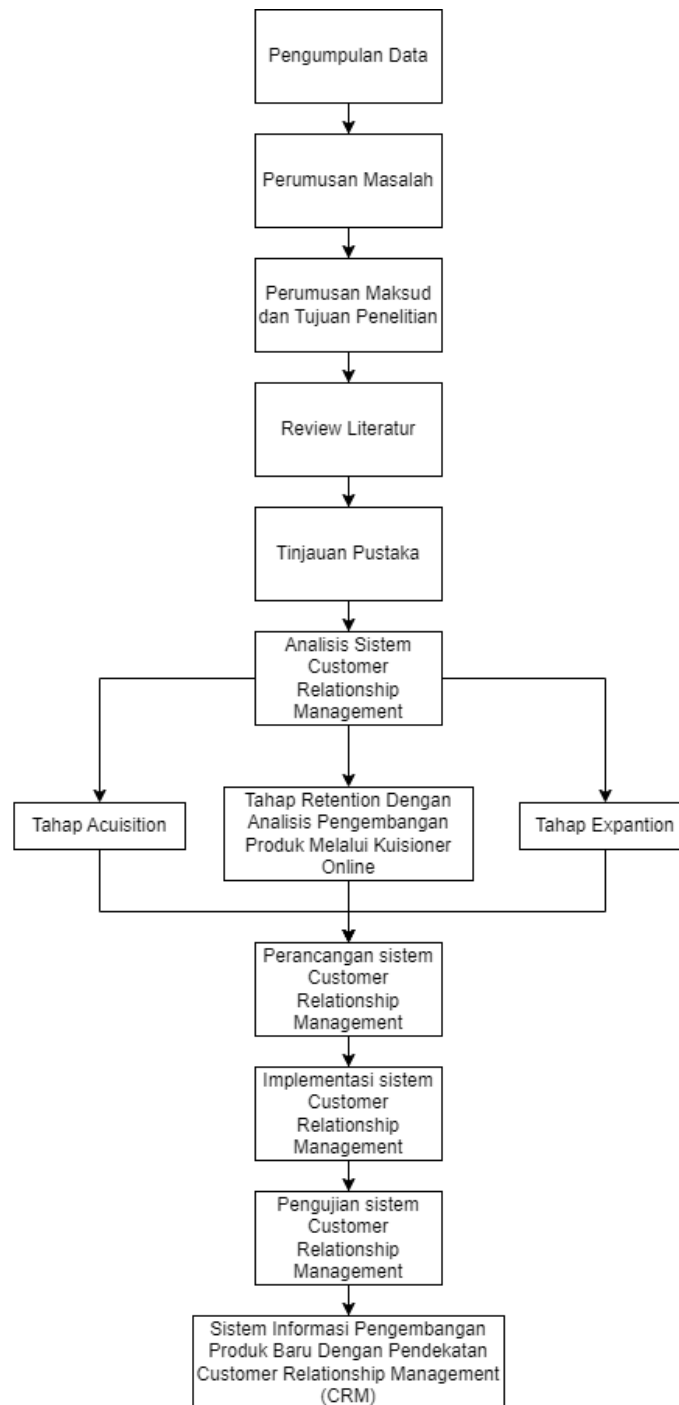 Pengumpulan Data
Perumusan Masalah
Perumusan Maksud
dan Tujuan Penelitian
Review Literatur
Tinjauan Pustaka
Analisis Sistem
Customer
Relationship
Management
Tahap Acuisition
Tahap Retention Dengan
Analisis Pengembangan
Produk Melalui Kuisioner
Online
Tahap Expantion
Perancangan sistem
Customer
Relationship
Management
Implementasi sistem
Customer
Relationship
Management
Pengujian sistem
Customer
Relationship
Management
Sistem Informasi Pengembangan
Produk Baru Dengan Pendekatan
Customer Relationship Management
(CRM)